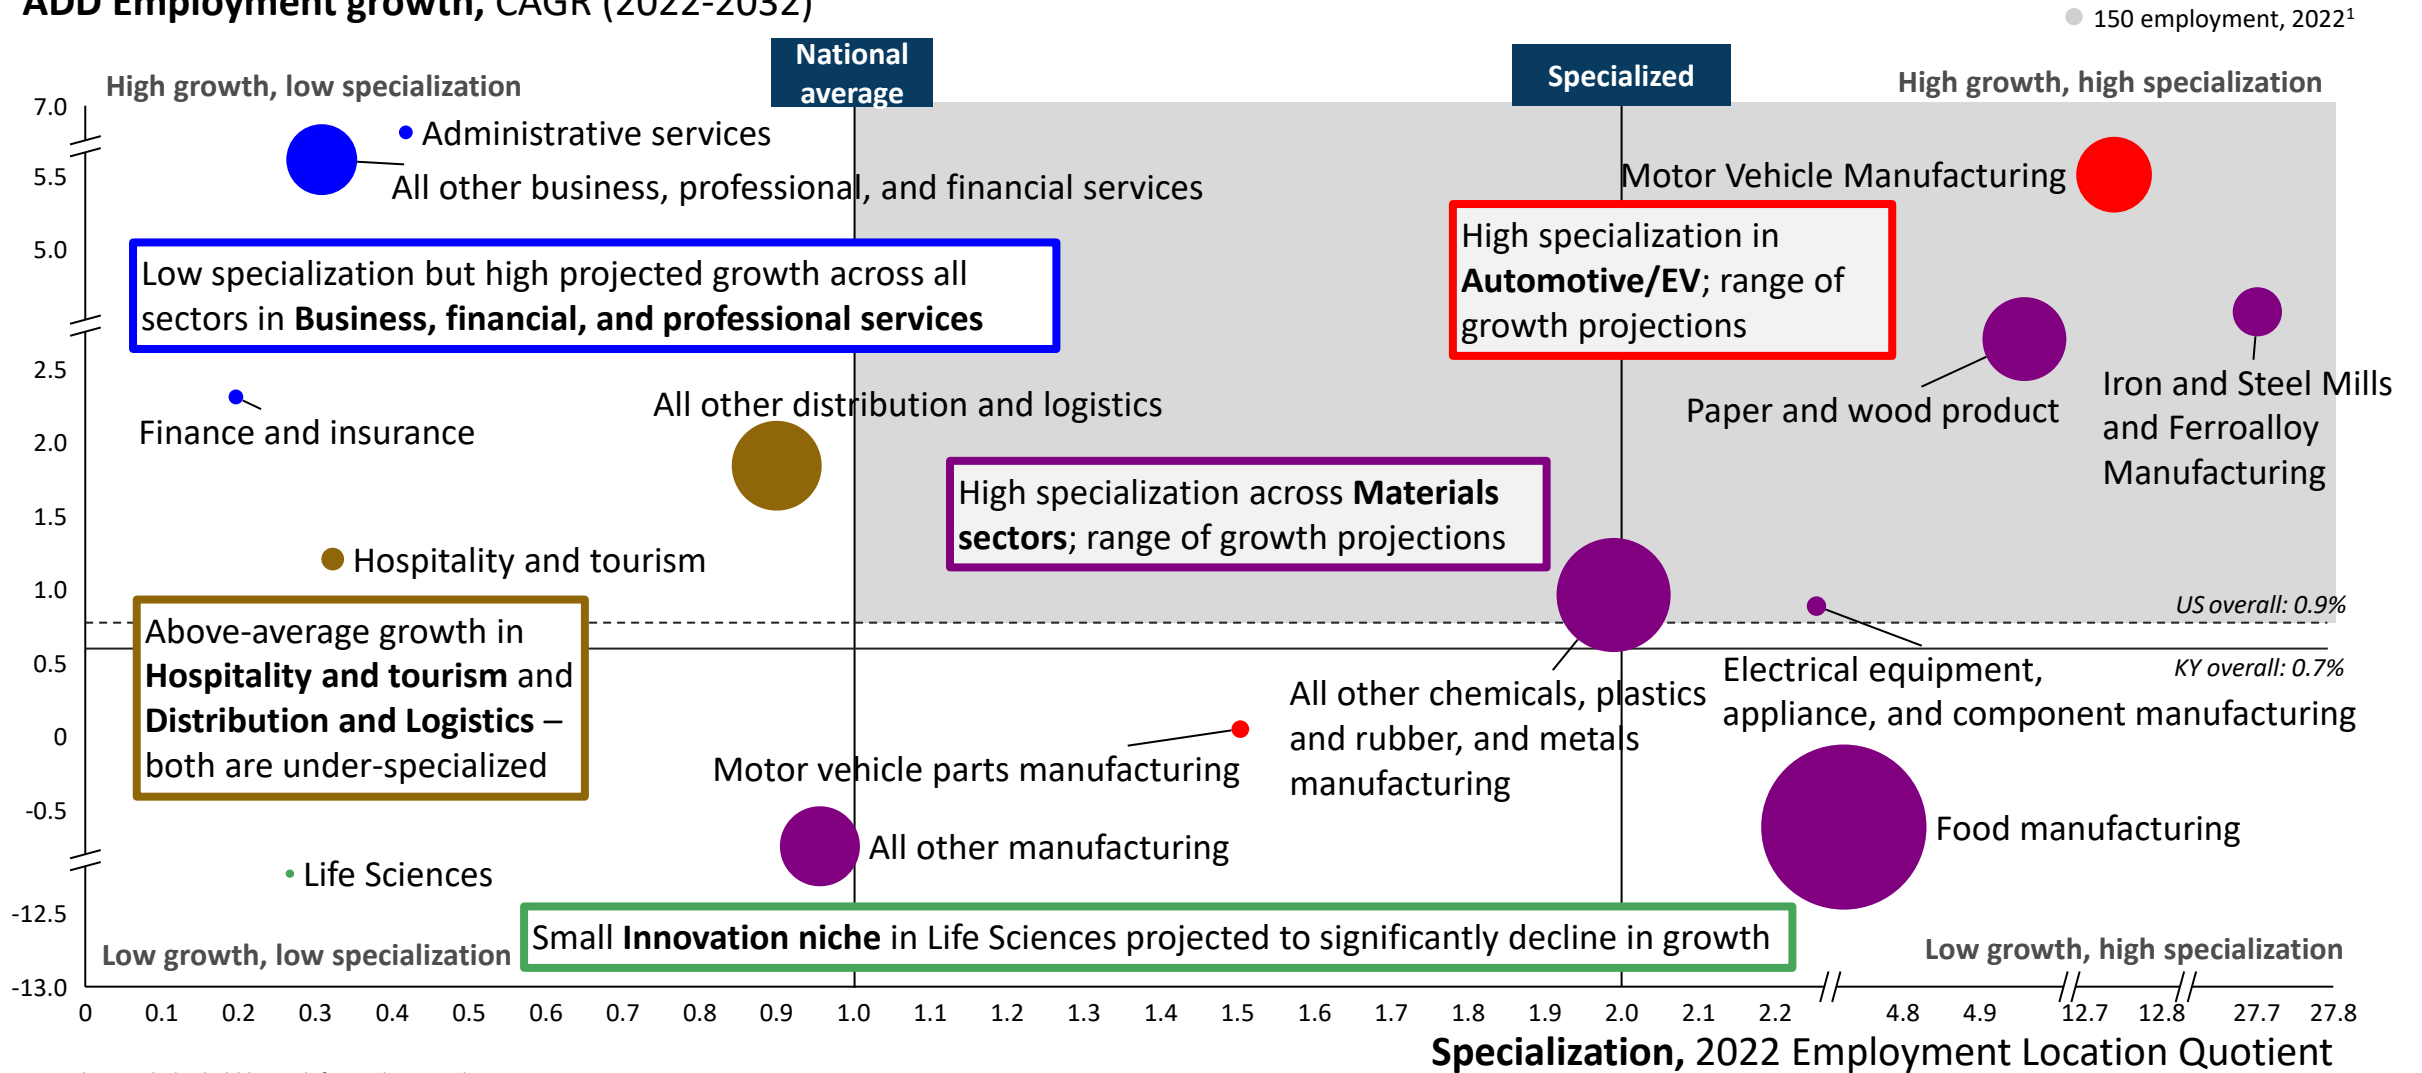 ADD Employment growth, CAGR (2022-2032)
150 employment, 2022¹
National
average
Specialized
High growth, low specialization
High growth, high specialization
7.0
Administrative services
5.5
All other business, professional, and financial services
Motor Vehicle Manufacturing
5.0
Low specialization but high projected growth across all
sectors in Business, financial, and professional services
High specialization in
Automotive/EV; range of
growth projections
2.5
Finance and insurance
All other distribution and logistics
Paper and wood product
Iron and Steel Mills
and Ferroalloy
Manufacturing
2.0
High specialization across Materials
sectors; range of growth projections
1.5
Hospitality and tourism
1.0
US overall: 0.9%
Above-average growth in
Hospitality and tourism and
Distribution and Logistics –
both are under-specialized
0.5
KY overall: 0.7%
All other chemicals, plastics
and rubber, and metals
manufacturing
Electrical equipment,
appliance, and component manufacturing
0
Motor vehicle parts manufacturing
-0.5
All other manufacturing
Food manufacturing
Life Sciences
-12.5
Small Innovation niche in Life Sciences projected to significantly decline in growth
Low growth, low specialization
Low growth, high specialization
-13.0
0 0.1 0.2 0.3 0.4 0.5 0.6 0.7 0.8 0.9 1.0 1.1 1.2 1.3 1.4 1.5 1.6 1.7 1.8 1.9 2.0 2.1 2.2 4.8 4.9 12.7 12.8 27.7 27.8
Specialization, 2022 Employment Location Quotient